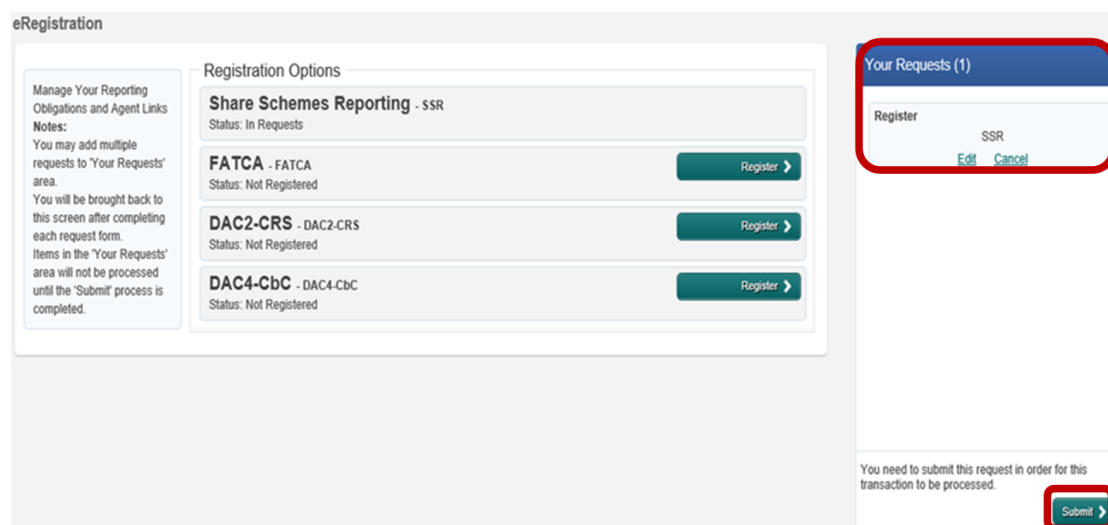 eRegistration
Manage Your Reporting
Obligations and Agent Links
Notes:
You may add multiple
requests to 'Your Requests'
area.
You will be brought back to
this screen after completing
each request form.
Items in the 'Your Requests'
area will not be processed
until the 'Submit' process is
completed.
Registration Options
Share Schemes Reporting - SSR
Status: In Requests
FATCA - FATCA
Status: Not Registered
Register
DAC2-CRS - DAC2-CRS
Status: Not Registered
Register
DAC4-CbC - DAC4-CbC
Status: Not Registered
Register
Your Requests (1)
Register
SSR
Edit Cancel
You need to submit this request in order for this
transaction to be processed.
Submit